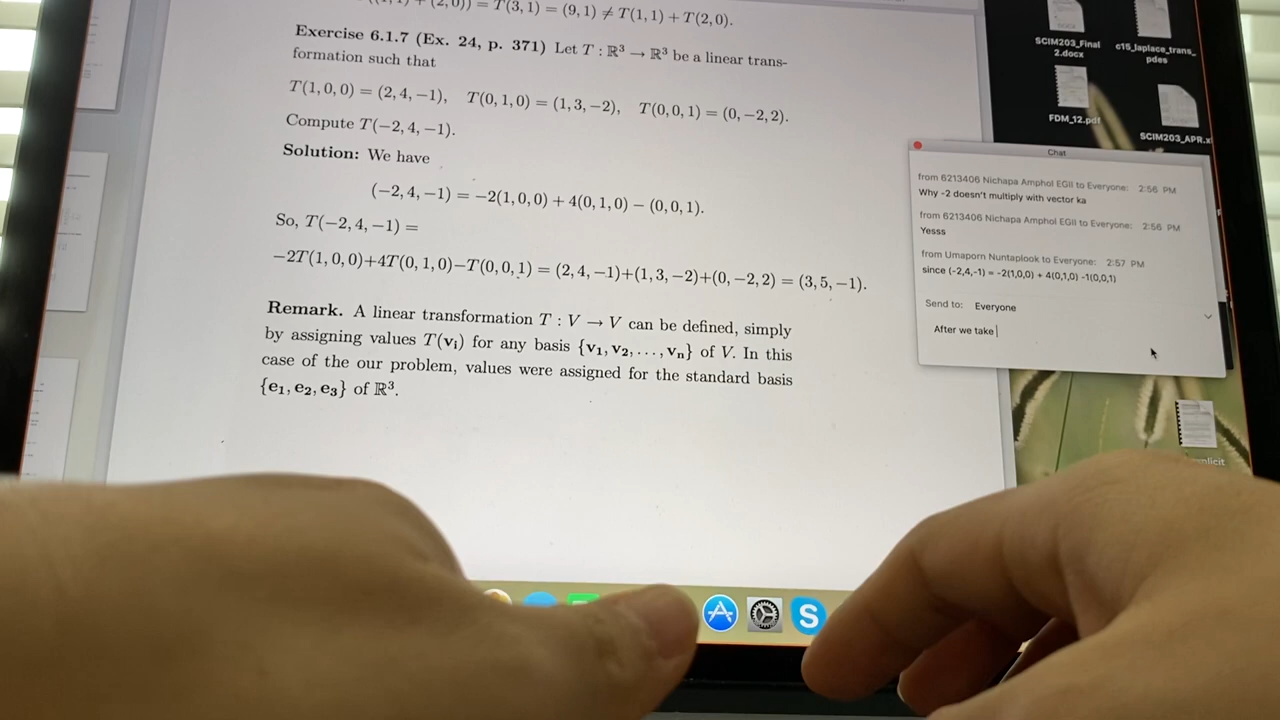 (2, 0)) = T(3, 1) = (9, 1) ≠ T(1, 1) + T(2, 0).
Exercise 6.1.7 (Ex. 24, p. 371) Let T : ℝ³ → ℝ³ be a linear trans-
formation such that
T(1, 0, 0) = (2, 4, −1), T(0, 1, 0) = (1, 3, −2), T(0, 0, 1) = (0, −2, 2).
Compute T(−2, 4, −1).
Solution: We have
(−2, 4, −1) = −2(1, 0, 0) + 4(0, 1, 0) − (0, 0, 1).
So, T(−2, 4, −1) =
−2T(1, 0, 0)+4T(0, 1, 0)−T(0, 0, 1) = (2, 4, −1)+(1, 3, −2)+(0, −2, 2) = (3, 5, −1).
Remark. A linear transformation T : V → V can be defined, simply
by assigning values T(vᵢ) for any basis {v₁, v₂, . . . , vₙ} of V. In this
case of the our problem, values were assigned for the standard basis
{e₁, e₂, e₃} of ℝ³.
SCIM203_Final
2.docx
c15_laplace_trans_
pdes
FDM_12.pdf
SCIM203_APR.x
Chat
from 6213406 Nichapa Amphol EGII to Everyone: 2:56 PM
Why -2 doesn't multiply with vector ka
from 6213406 Nichapa Amphol EGII to Everyone: 2:56 PM
Yesss
from Umaporn Nuntaplook to Everyone: 2:57 PM
since (-2,4,-1) = -2(1,0,0) + 4(0,1,0) -1(0,0,1)
Send to: Everyone
After we take
S